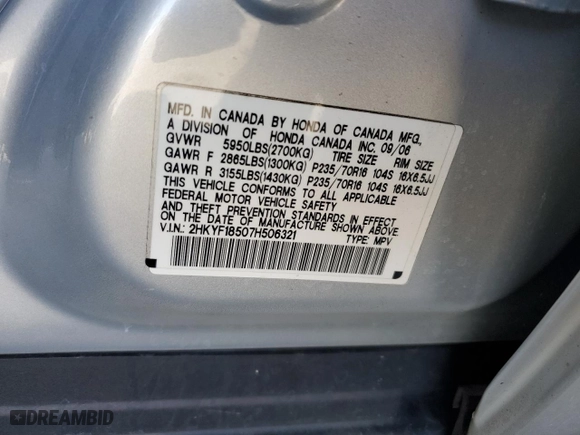 MFD. IN CANADA BY HONDA OF CANADA MFG.,
A DIVISION OF HONDA CANADA INC. 09/06
GVWR 5950LBS(2700KG) TIRE SIZE RIM SIZE
GAWR F 2865LBS(1300KG) P235/70R16 104S 16X6.5JJ
GAWR R 3155LBS(1430KG) P235/70R16 104S 16X6.5JJ
THIS VEHICLE CONFORMS TO ALL APPLICABLE
FEDERAL MOTOR VEHICLE SAFETY
AND THEFT PREVENTION STANDARDS IN EFFECT
ON THE DATE OF MANUFACTURE SHOWN ABOVE.
V.I.N.: 2HKYF18507H506321 TYPE: MPV
DREAMBID